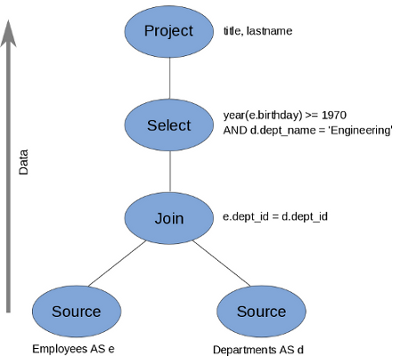 Project
title, lastname
Select
year(e.birthday) >= 1970
AND d.dept_name = 'Engineering'
Data
Join
e.dept_id = d.dept_id
Source
Source
Employees AS e
Departments AS d